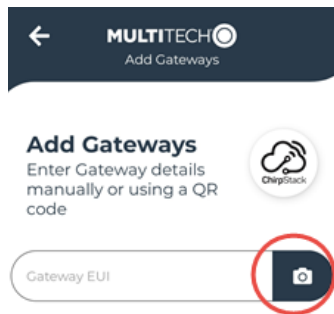 MULTITECH
Add Gateways
Add Gateways
Enter Gateway details
manually or using a QR
code
ChirpStack
Gateway EUI